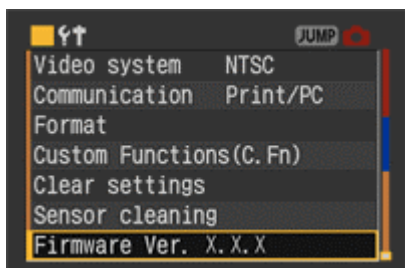 JUMP
Video system NTSC
Communication Print/PC
Format
Custom Functions(C.Fn)
Clear settings
Sensor cleaning
Firmware Ver. X.X.X